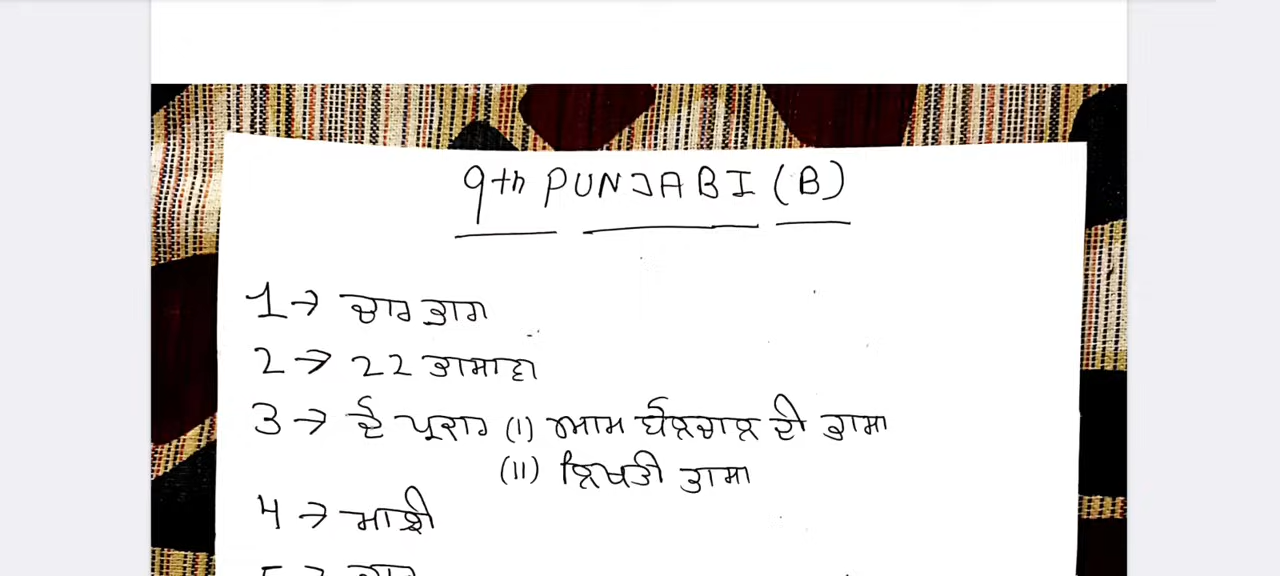 9th PUNJABI (B)
1→ ਚਾਰ ਭਾਗ
2→ 22 ਭਾਸ਼ਾਵਾਂ
3→ ਦੋ ਪ੍ਰਕਾਰ (I) ਆਮ ਬੋਲਚਾਲ ਦੀ ਭਾਸ਼ਾ
(II) ਲਿਖਤੀ ਭਾਸ਼ਾ
4→